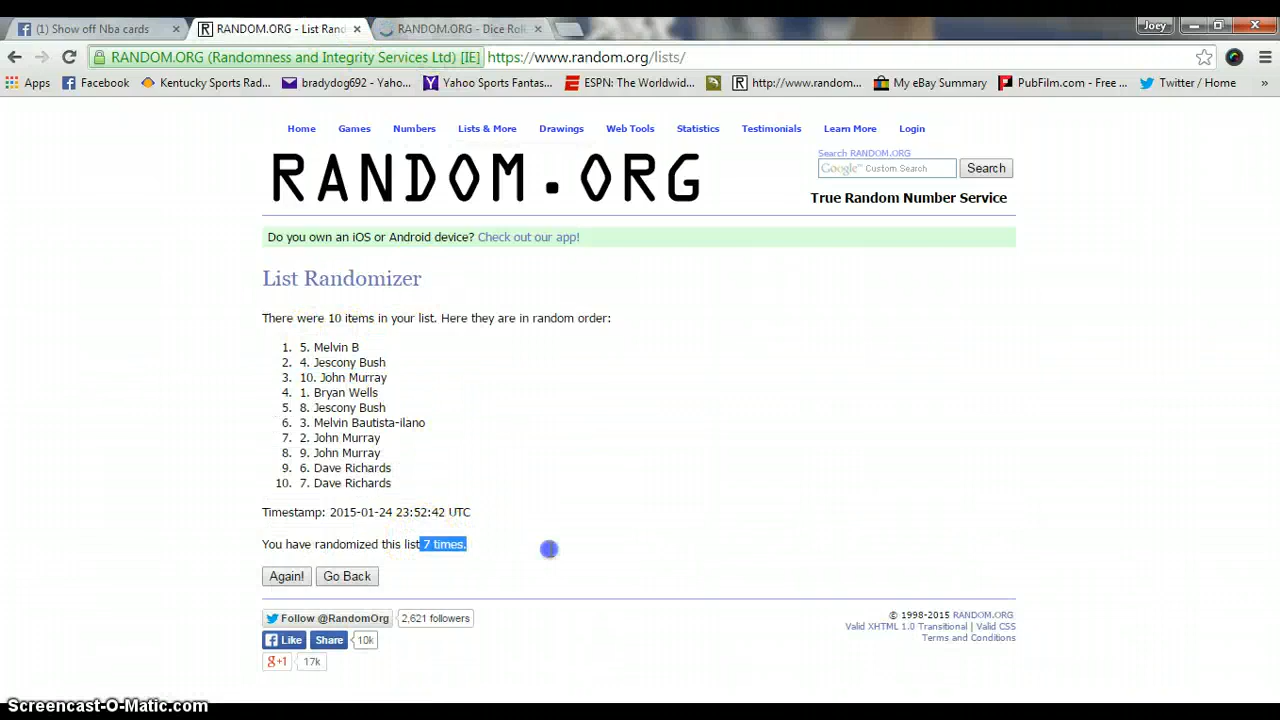 (1) Show off Nba cards
RANDOM.ORG - List Rand
RANDOM.ORG - Dice Roll
Joey
RANDOM.ORG (Randomness and Integrity Services Ltd) [IE]
https://www.random.org/lists/
Apps
Facebook
Kentucky Sports Rad...
bradydog692 - Yaho...
Yahoo Sports Fantas...
ESPN: The Worldwid...
http://www.random...
My eBay Summary
PubFilm.com - Free ...
Twitter / Home
»
Home Games Numbers Lists & More Drawings Web Tools Statistics Testimonials Learn More Login
RANDOM.ORG
Search RANDOM.ORG
Google™ Custom Search
Search
True Random Number Service
Do you own an iOS or Android device? Check out our app!
List Randomizer
There were 10 items in your list. Here they are in random order:
1. 5. Melvin B
2. 4. Jescony Bush
3. 10. John Murray
4. 1. Bryan Wells
5. 8. Jescony Bush
6. 3. Melvin Bautista-ilano
7. 2. John Murray
8. 9. John Murray
9. 6. Dave Richards
10. 7. Dave Richards
Timestamp: 2015-01-24 23:52:42 UTC
You have randomized this list 7 times.
Again! Go Back
Follow @RandomOrg 2,621 followers
Like Share 10k
g+1 17k
© 1998-2015 RANDOM.ORG
Valid XHTML 1.0 Transitional | Valid CSS
Terms and Conditions
Screencast-O-Matic.com